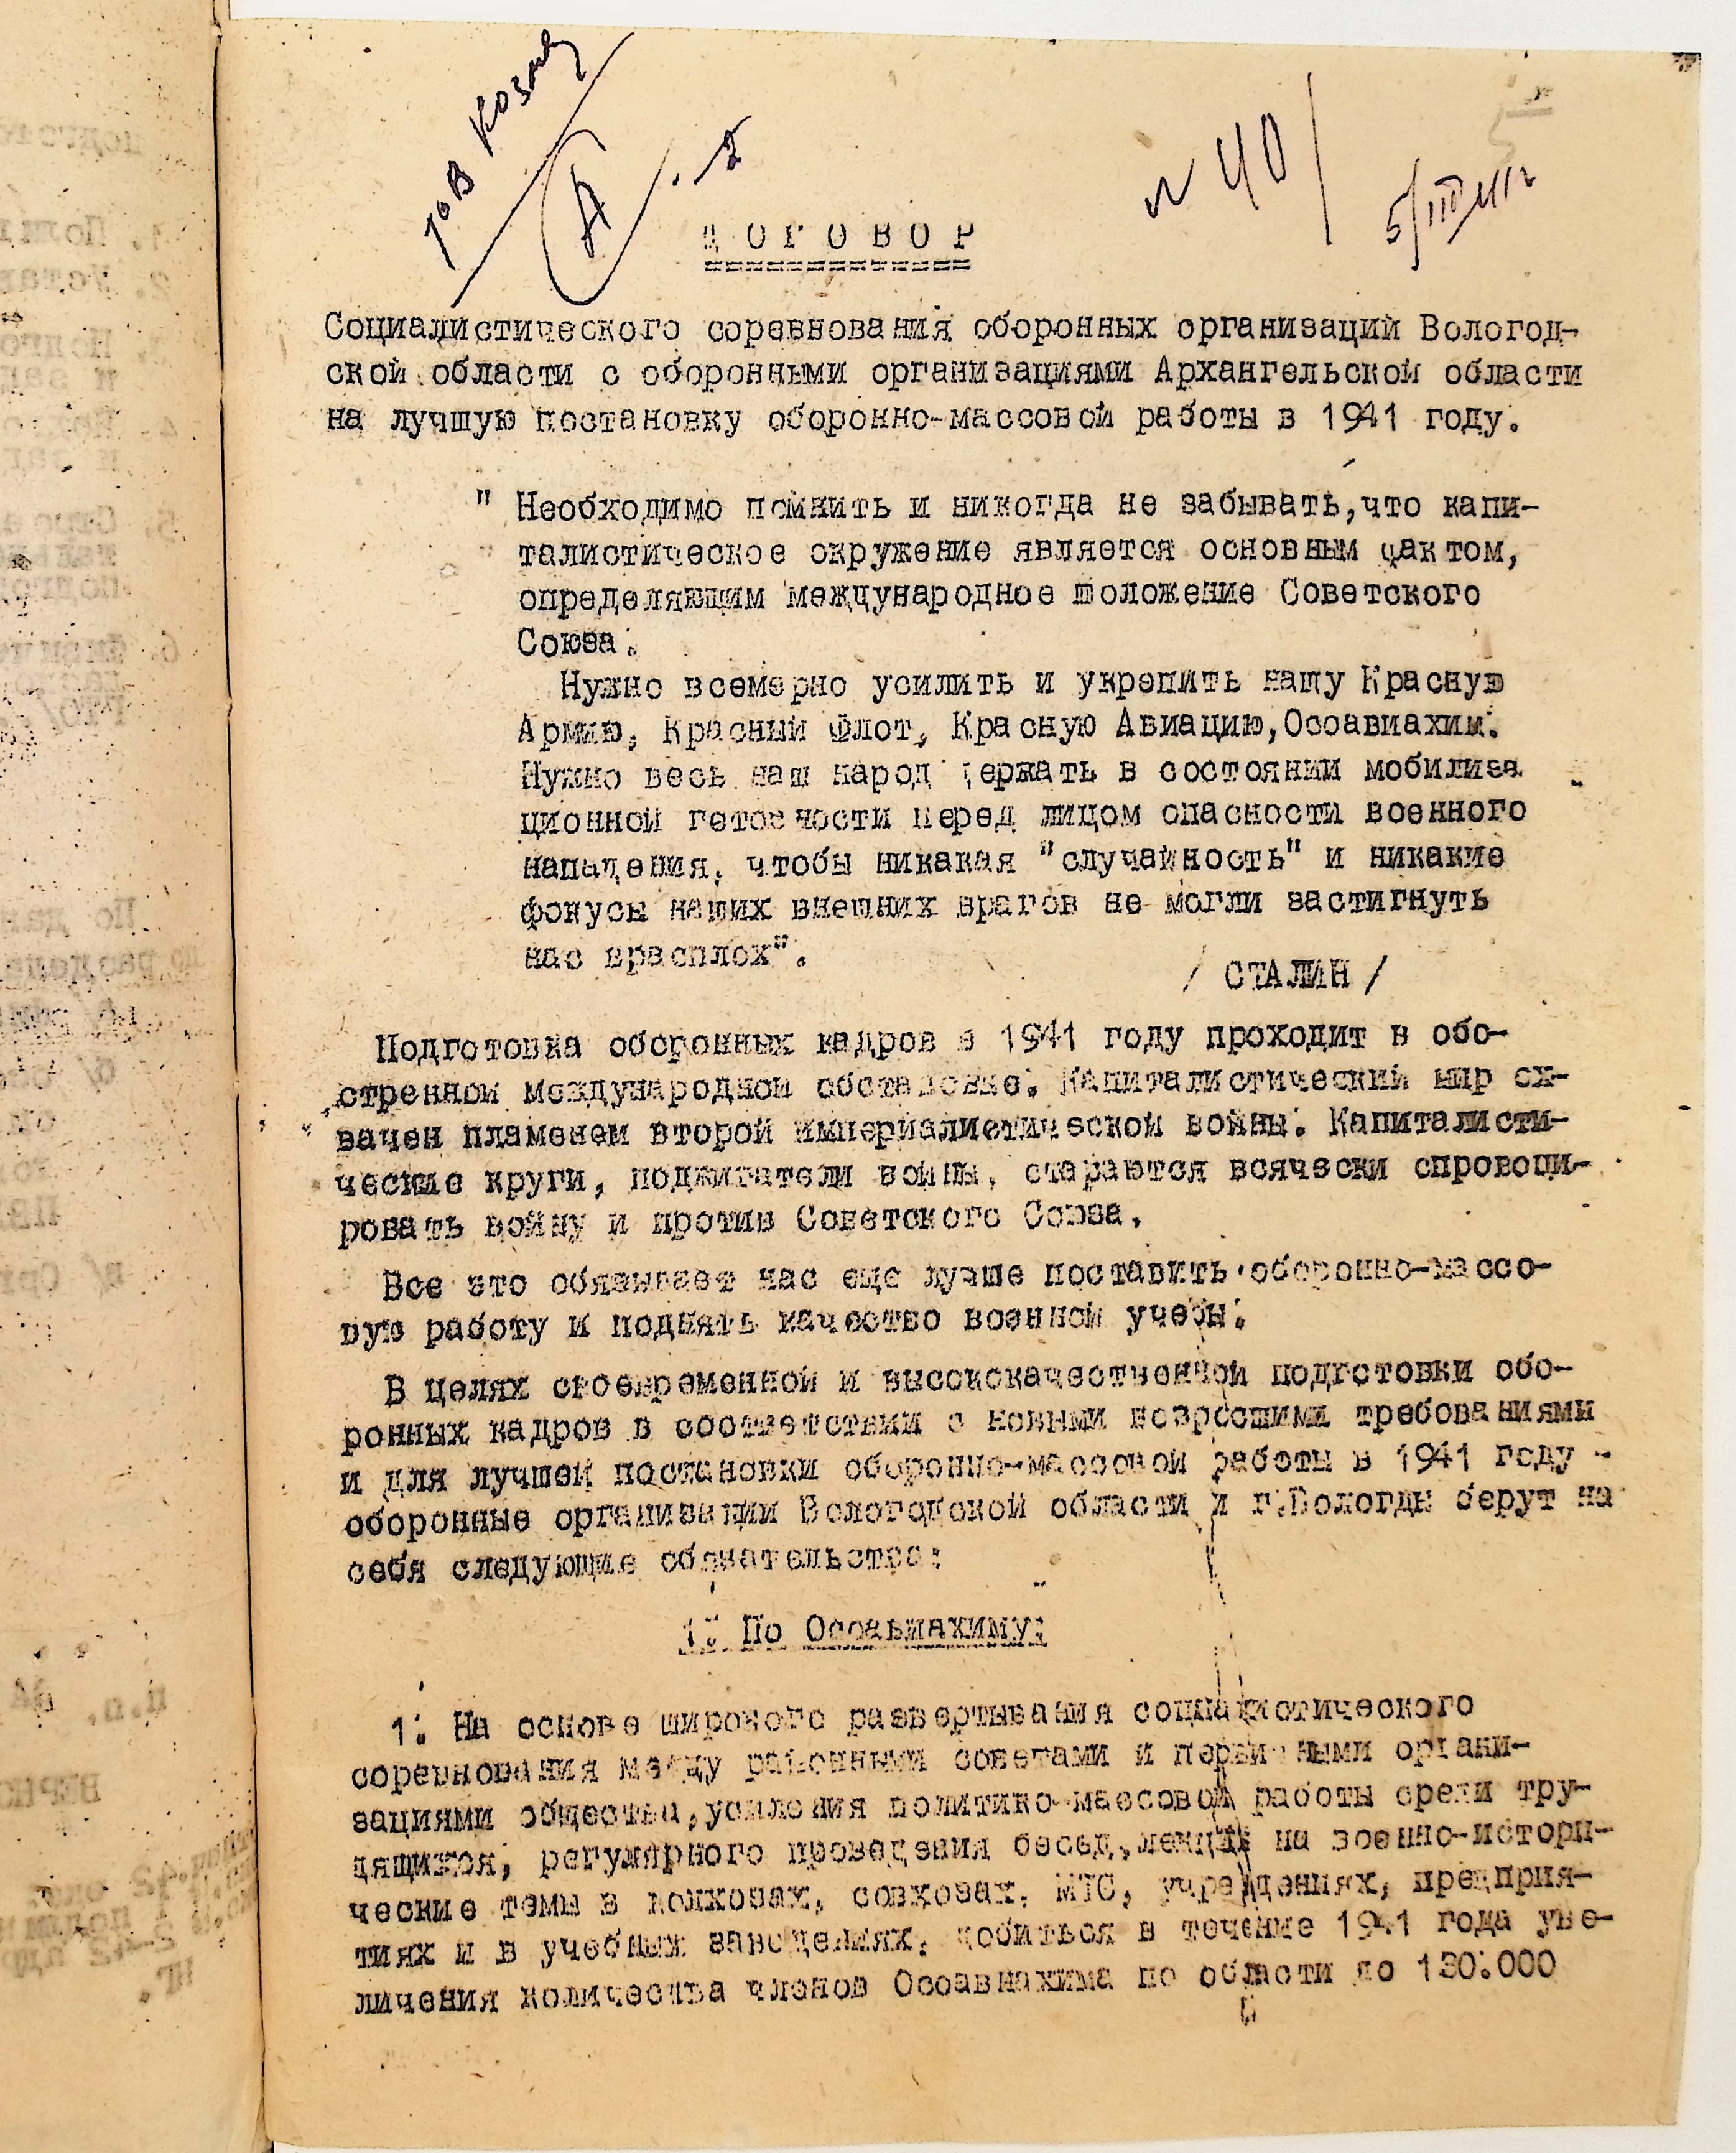 тов
№ 40
5/III 41 г
ДОГОВОР
Социалистического соревнования оборонных организаций Вологод-
ской области с оборонными организациями Архангельской области
на лучшую постановку оборонно-массовой работы в 1941 году.
" Необходимо помнить и никогда не забывать,что капи-
талистическое окружение является основным фактом,
определяющим международное положение Советского
Союза.
Нужно всемерно усилить и укрепить нашу Красную
Армию, Красный Флот, Красную Авиацию,Осоавиахим.
Нужно весь наш народ держать в состоянии мобилиза
ционной готовности перед лицом опасности военного
нападения, чтобы никакая "случайность" и никакие
фокусы наших внешних врагов не могли застигнуть
нас врасплох".
/ СТАЛИН /
Подготовка оборонных кадров в 1941 году проходит в обо-
стренной международной обстановке. Капиталистический мир ох-
вачен пламенем второй империалистической войны. Капиталисти-
ческие круги, поджигатели войны, стараются всячески спровоци-
ровать войну и против Советского Союза.
Все это обязывает нас еще лучше поставить оборонно-массо-
вую работу и поднять качество военной учебы.
В целях своевременной и высококачественной подготовки обо-
ронных кадров в соответствии с новыми возросшими требованиями
и для лучшей постановки оборонно-массовой работы в 1941 году -
оборонные организации Вологодской области и г.Вологды берут на
себя следующие обязательства:
1. По Осоавиахиму:
1. На основе широкого развертывания социалистического
соревнования между районными советами и первичными органи-
зациями общества,усиления политико-массовой работы среди тру-
дящихся, регулярного проведения бесед,лекций на военно-истори-
ческие темы в колхозах, совхозах, МТС, учреждениях, предприя-
тиях и в учебных заведениях, добиться в течение 1941 года уве-
личения количества членов Осоавиахима по области до 130.000